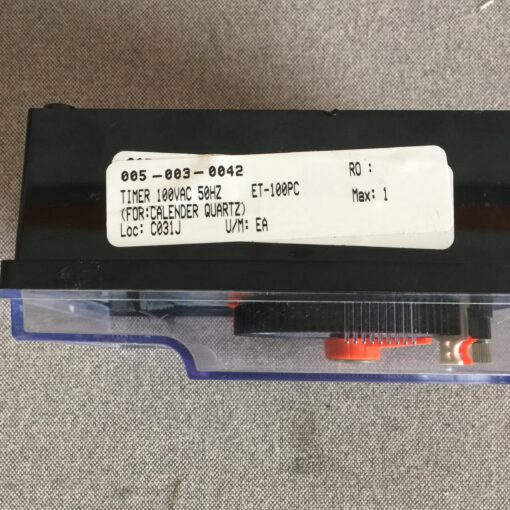 005-003-0042 RO :
TIMER 100VAC 50HZ ET-100PC Max: 1
(FOR:CALENDER QUARTZ)
Loc: C031J U/M: EA